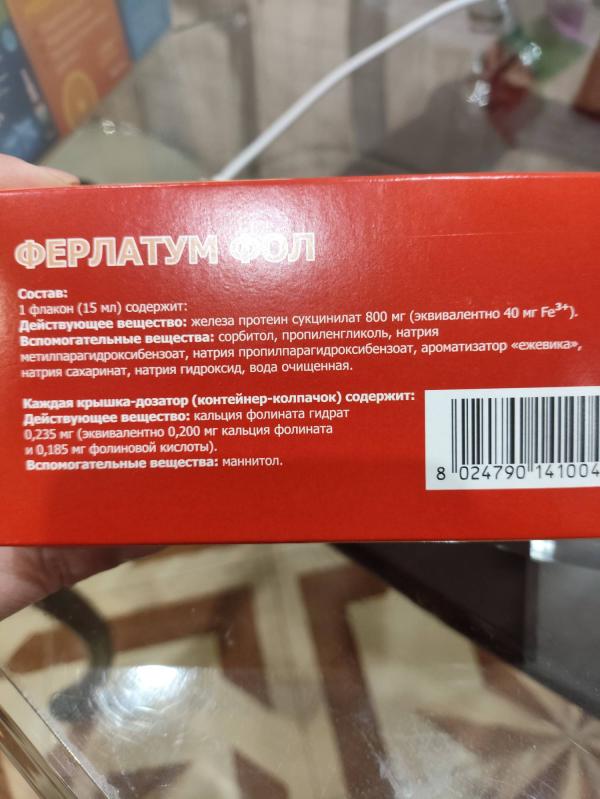 ФЕРЛАТУМ ФОЛ
Состав:
1 флакон (15 мл) содержит:
Действующее вещество: железа протеин сукцинилат 800 мг (эквивалентно 40 мг Fe³⁺).
Вспомогательные вещества: сорбитол, пропиленгликоль, натрия
метилпарагидроксибензоат, натрия пропилпарагидроксибензоат, ароматизатор «ежевика»,
натрия сахаринат, натрия гидроксид, вода очищенная.
Каждая крышка-дозатор (контейнер-колпачок) содержит:
Действующее вещество: кальция фолината гидрат
0,235 мг (эквивалентно 0,200 мг кальция фолината
и 0,185 мг фолиновой кислоты).
Вспомогательные вещества: маннитол.
8 024790 141004